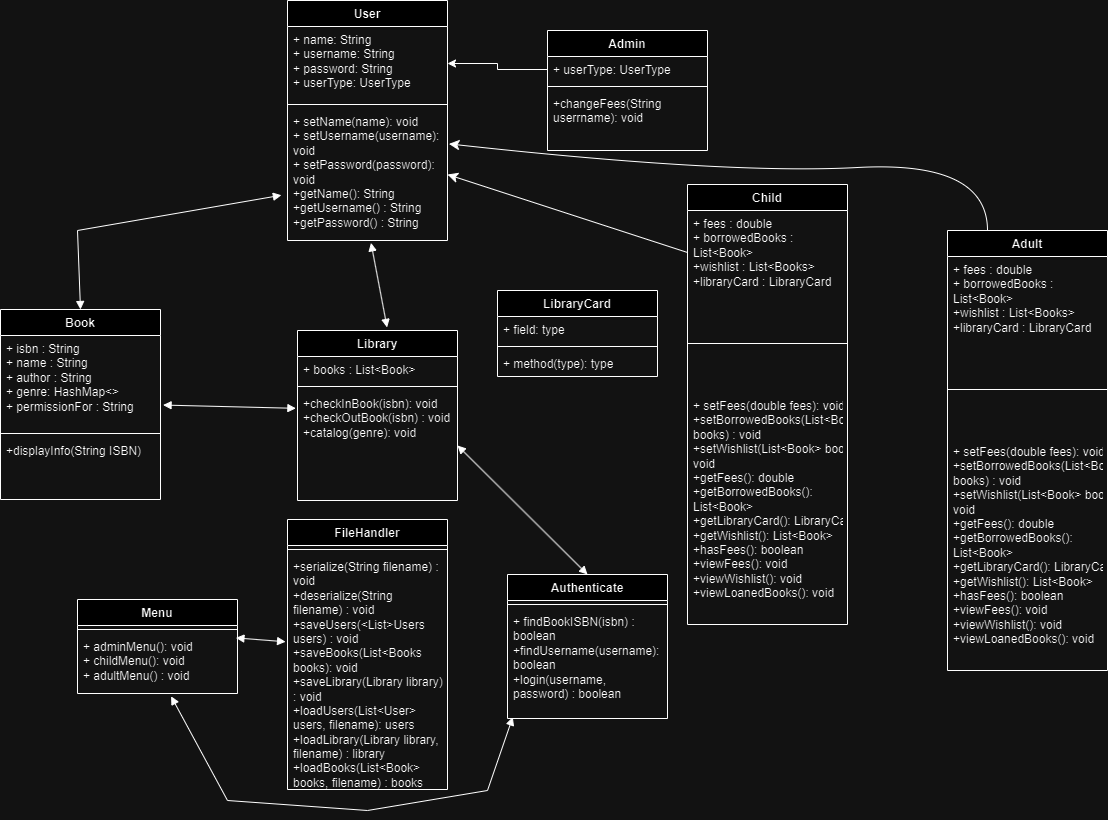 User
+ name: String
+ username: String
+ password: String
+ userType: UserType
+ setName(name): void
+ setUsername(username):
void
+ setPassword(password):
void
+getName(): String
+getUsername() : String
+getPassword() : String
Admin
+ userType: UserType
+changeFees(String
userrname): void
Child
+ fees : double
+ borrowedBooks :
List<Book>
+wishlist : List<Books>
+libraryCard : LibraryCard
+ setFees(double fees): void
+setBorrowedBooks(List<Bo
books) : void
+setWishlist(List<Book> boo
void
+getFees(): double
+getBorrowedBooks():
List<Book>
+getLibraryCard(): LibraryCa
+getWishlist(): List<Book>
+hasFees(): boolean
+viewFees(): void
+viewWishlist(): void
+viewLoanedBooks(): void
Adult
+ fees : double
+ borrowedBooks :
List<Book>
+wishlist : List<Books>
+libraryCard : LibraryCard
+ setFees(double fees): void
+setBorrowedBooks(List<Bo
books) : void
+setWishlist(List<Book> boo
void
+getFees(): double
+getBorrowedBooks():
List<Book>
+getLibraryCard(): LibraryCa
+getWishlist(): List<Book>
+hasFees(): boolean
+viewFees(): void
+viewWishlist(): void
+viewLoanedBooks(): void
LibraryCard
+ field: type
+ method(type): type
Book
+ isbn : String
+ name : String
+ author : String
+ genre: HashMap<>
+ permissionFor : String
+displayInfo(String ISBN)
Library
+ books : List<Book>
+checkInBook(isbn): void
+checkOutBook(isbn) : void
+catalog(genre): void
FileHandler
+serialize(String filename) :
void
+deserialize(String
filename) : void
+saveUsers(<List>Users
users) : void
+saveBooks(List<Books
books): void
+saveLibrary(Library library)
: void
+loadUsers(List<User>
users, filename): users
+loadLibrary(Library library,
filename) : library
+loadBooks(List<Book>
books, filename) : books
Authenticate
+ findBookISBN(isbn) :
boolean
+findUsername(username):
boolean
+login(username,
password) : boolean
Menu
+ adminMenu(): void
+ childMenu(): void
+ adultMenu() : void